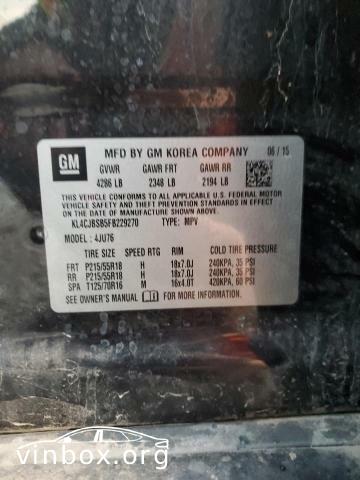 GM
MFD BY GM KOREA COMPANY 06/15
GVWR GAWR FRT GAWR RR
4286 LB 2348 LB 2194 LB
THIS VEHICLE CONFORMS TO ALL APPLICABLE U.S. FEDERAL MOTOR
VEHICLE SAFETY, BUMPER, AND THEFT PREVENTION STANDARDS IN
EFFECT ON THE DATE OF MANUFACTURE SHOWN ABOVE.
KL4CJBSB5FB229270 TYPE: MPV
MODEL: 4JU76
TIRE SIZE SPEED RTG RIM COLD TIRE PRESSURE
FRT P215/55R18 H 18x7.0J 240KPA, 35 PSI
RR P215/55R18 H 18x7.0J 240KPA, 35 PSI
SPA T125/70R16 M 16x4.0T 420KPA, 60 PSI
SEE OWNER'S MANUAL FOR MORE INFORMATION
vinbox.org